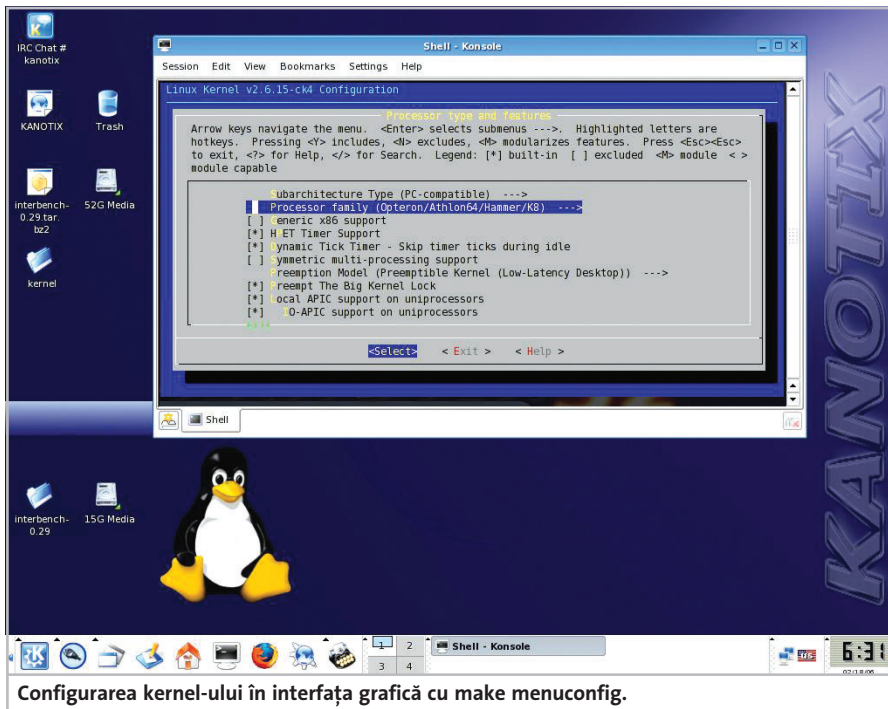 IRC Chat #
kanotix
KANOTIX
Trash
interbench-
0.29.tar.
bz2
52G Media
kernel
interbench-
0.29
15G Media
Shell - Konsole
Session Edit View Bookmarks Settings Help
Linux Kernel v2.6.15-ck4 Configuration
Processor type and features
Arrow keys navigate the menu. <Enter> selects submenus --->. Highlighted letters are
hotkeys. Pressing <Y> includes, <N> excludes, <M> modularizes features. Press <Esc><Esc>
to exit, <?> for Help, </> for Search. Legend: [*] built-in [ ] excluded <M> module < >
module capable
Subarchitecture Type (PC-compatible) --->
Processor family (Opteron/Athlon64/Hammer/K8) --->
[ ] Generic x86 support
[*] HPET Timer Support
[*] Dynamic Tick Timer - Skip timer ticks during idle
[ ] Symmetric multi-processing support
Preemption Model (Preemptible Kernel (Low-Latency Desktop)) --->
[*] Preempt The Big Kernel Lock
[*] Local APIC support on uniprocessors
[*] IO-APIC support on uniprocessors
<Select> < Exit > < Help >
Shell
KANOTIX
1 2
3 4
Shell - Konsole
us
6:31
02/18/06
Configurarea kernel-ului în interfața grafică cu make menuconfig.